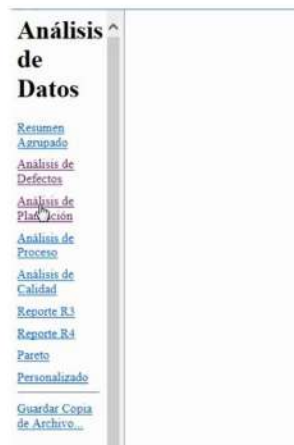 Análisis
de
Datos
Resumen
Agrupado
Análisis de
Defectos
Análisis de
Análisis de
Proceso
Análisis de
Calidad
Reporte R3
Reporte R4
Pareto
Personalizado
Guardar Copia
de Archivo...